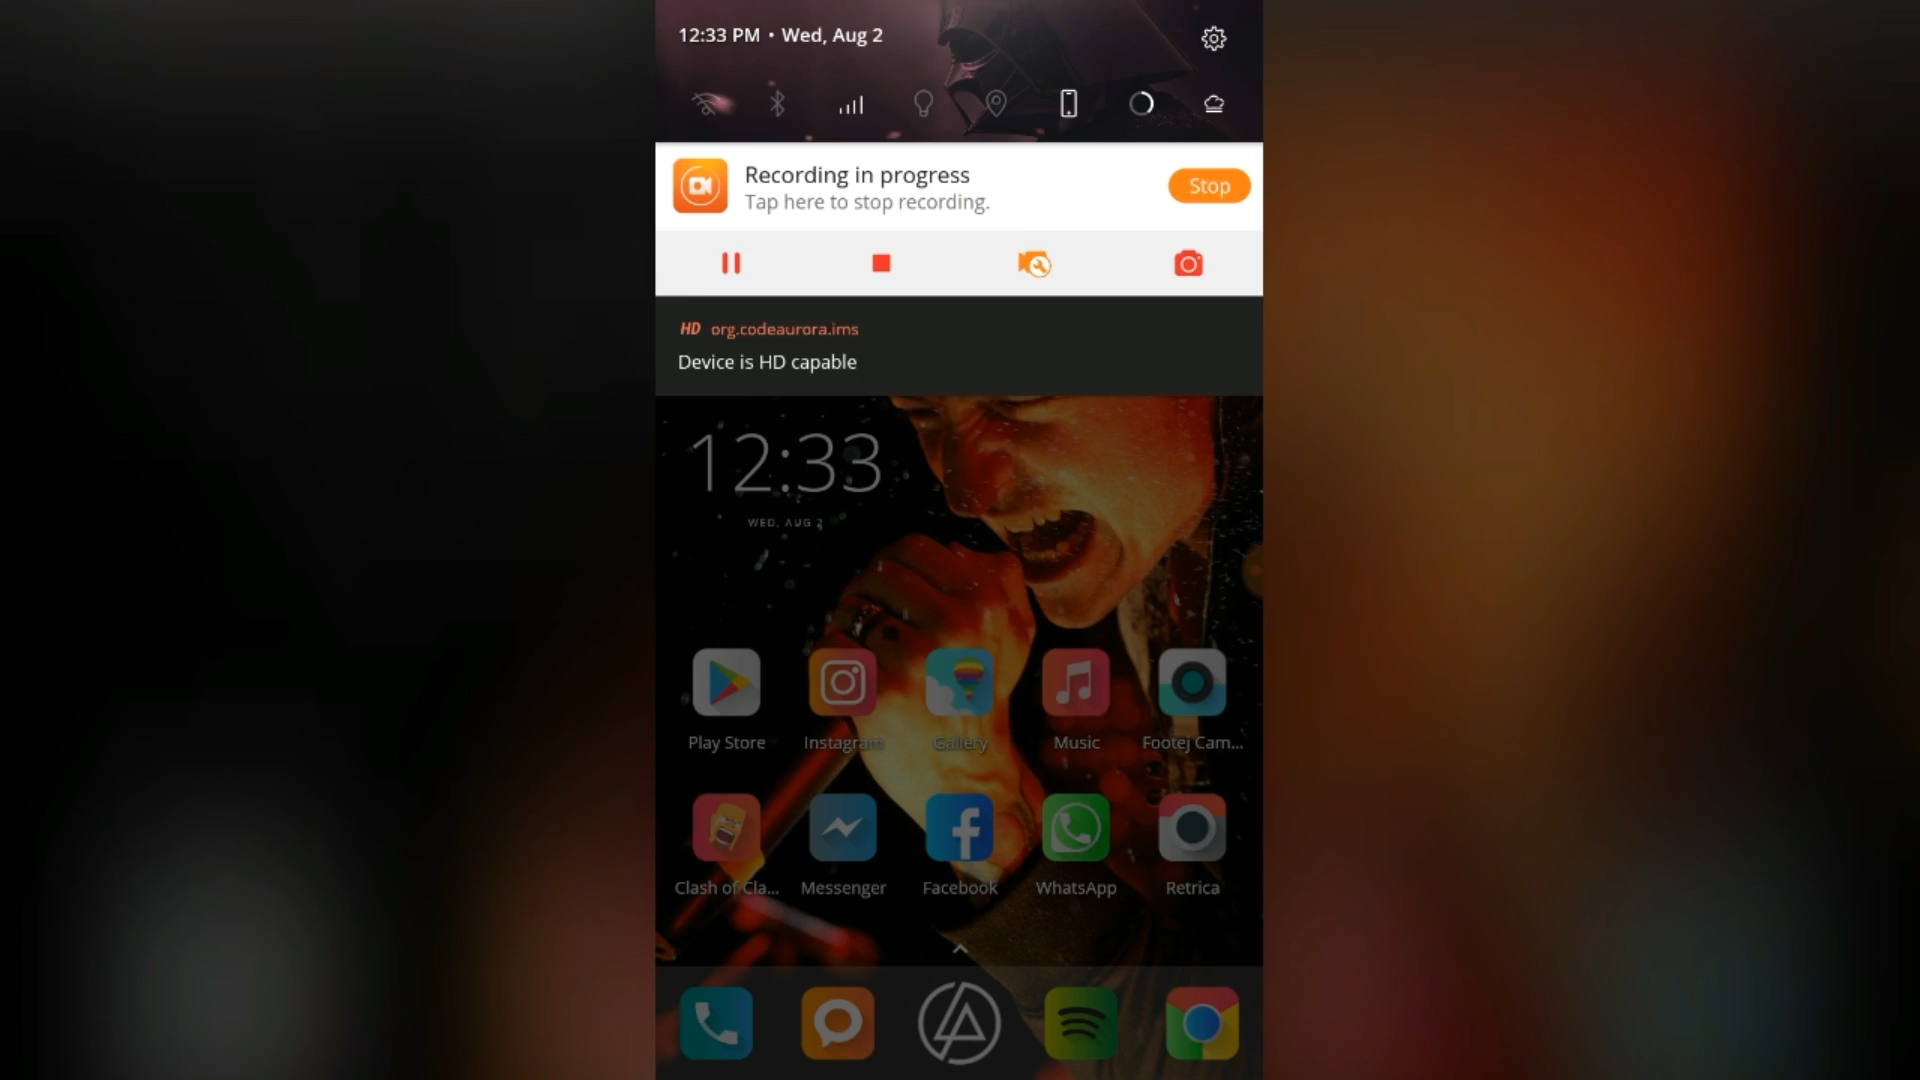 12:33 PM • Wed, Aug 2
Recording in progress
Tap here to stop recording.
Stop
HD org.codeaurora.ims
Device is HD capable
12:33
WED, AUG 2
Play Store
Instagram
Gallery
Music
Footej Cam...
Clash of Cla...
Messenger
Facebook
WhatsApp
Retrica